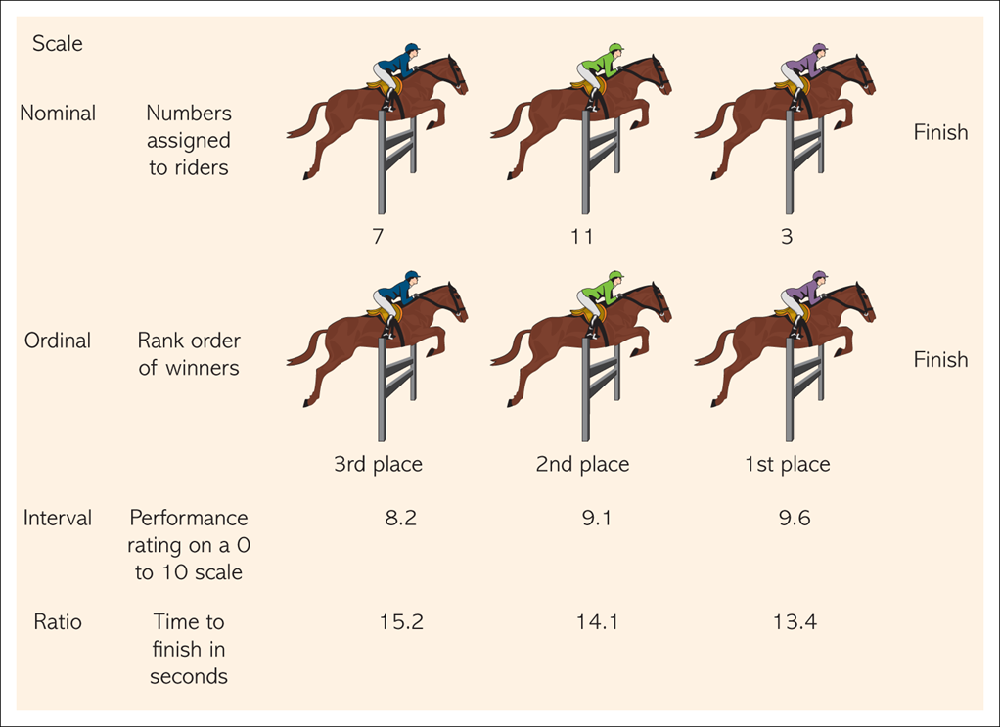 Scale
Nominal
Numbers
assigned
to riders
Finish
7 11 3
Ordinal
Rank order
of winners
Finish
3rd place 2nd place 1st place
Interval
Performance
rating on a 0
to 10 scale
8.2 9.1 9.6
Ratio
Time to
finish in
seconds
15.2 14.1 13.4